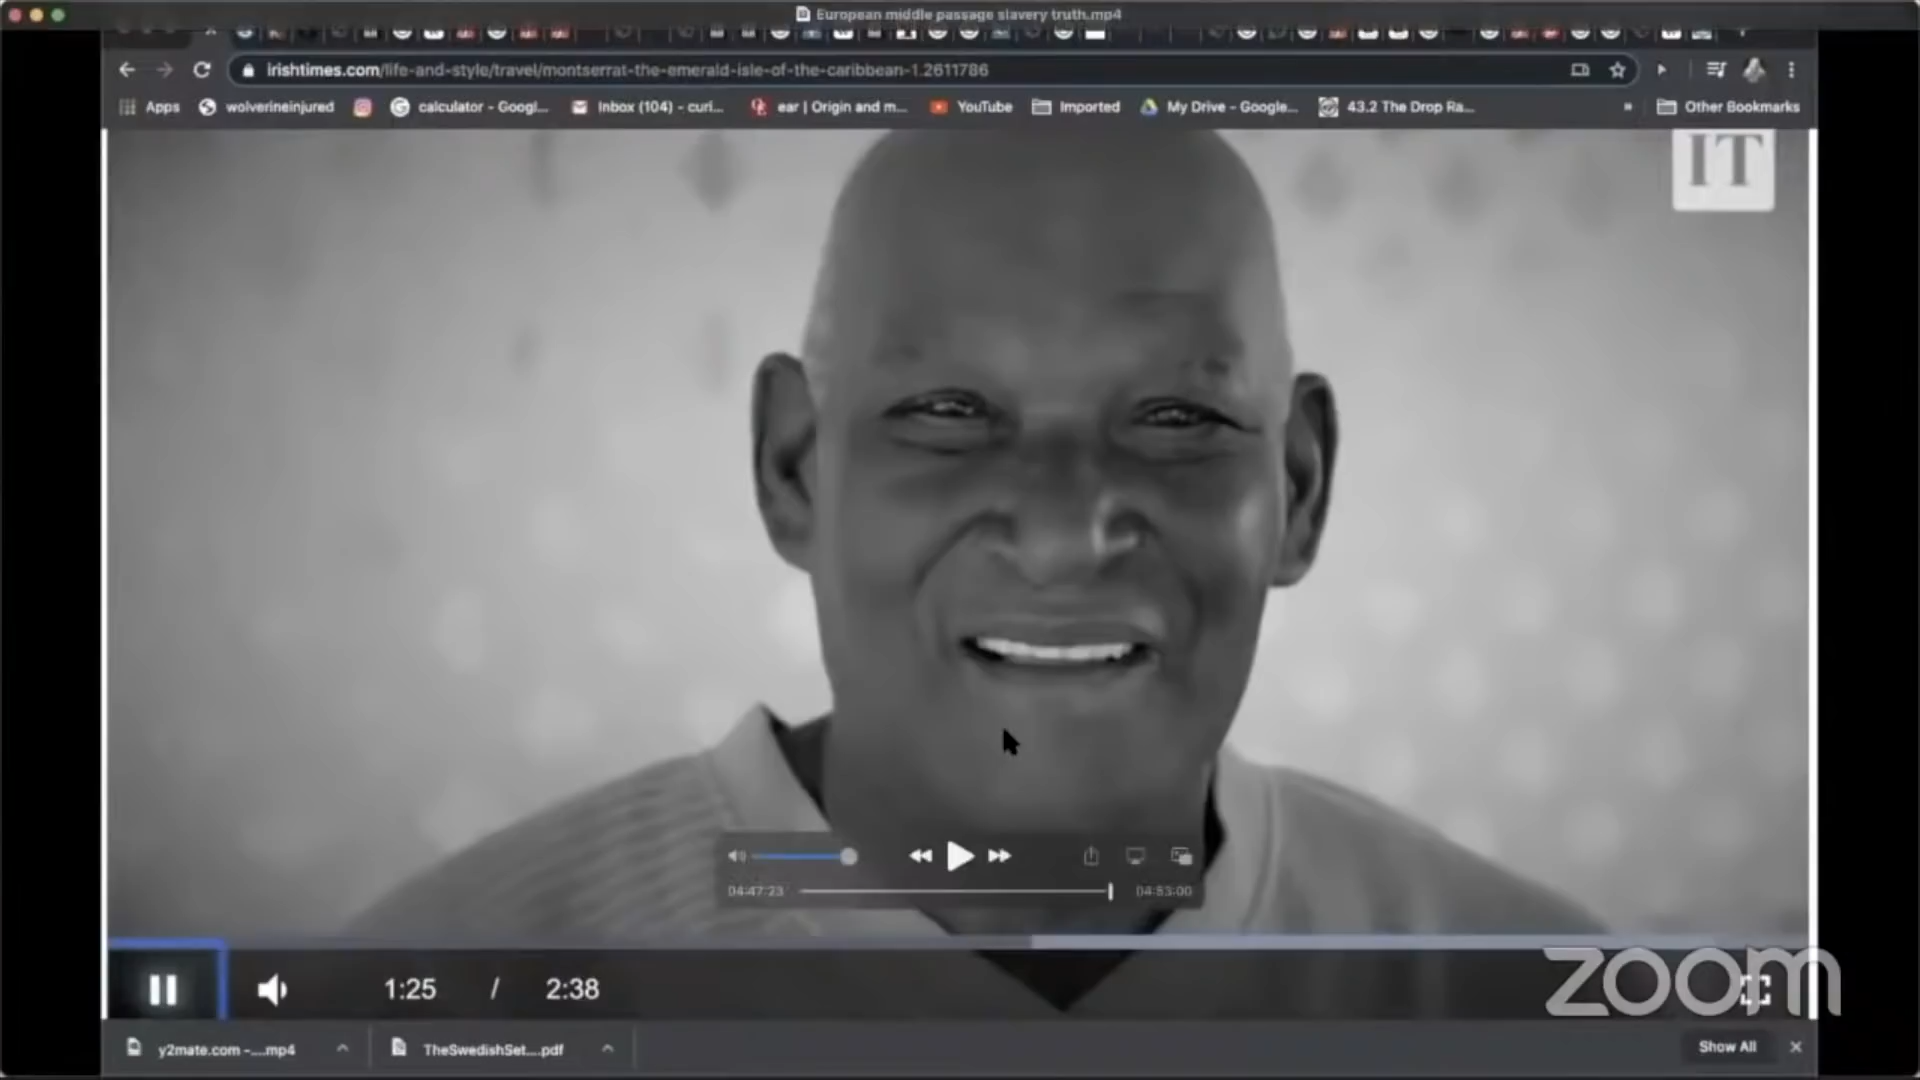 European middle passage slavery truth.mp4
irishtimes.com/life-and-style/travel/montserrat-the-emerald-isle-of-the-caribbean-1.2611786
Apps wolverineinjured calculator - Googl... Inbox (104) - curi... ear | Origin and m... YouTube Imported My Drive - Google... 43.2 The Drop Ra... » Other Bookmarks
IT
04:47:23 04:53:00
1:25 / 2:38
zoom
y2mate.com -....mp4 TheSwedishSet....pdf Show All